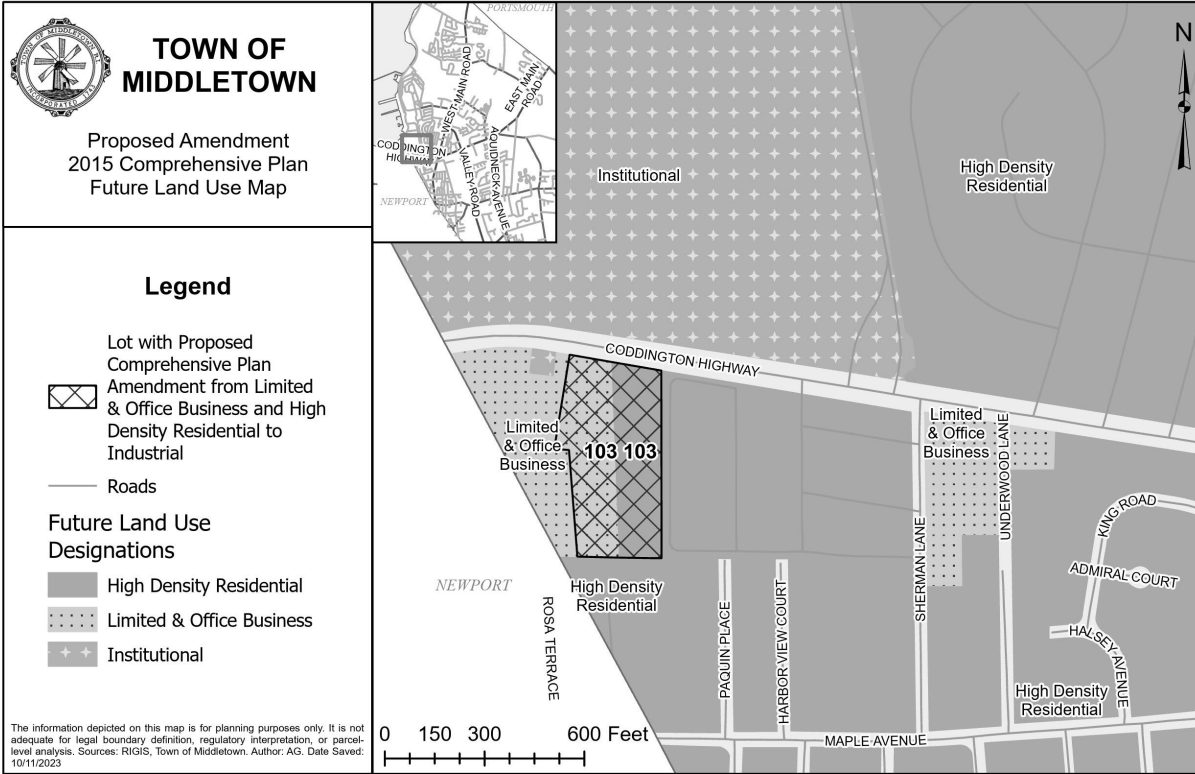 TOWN OF MIDDLETOWN
INCORPORATED 1743
TOWN OF
MIDDLETOWN
Proposed Amendment
2015 Comprehensive Plan
Future Land Use Map
Legend
Lot with Proposed
Comprehensive Plan
Amendment from Limited
& Office Business and High
Density Residential to
Industrial
Roads
Future Land Use
Designations
High Density Residential
Limited & Office Business
Institutional
The information depicted on this map is for planning purposes only. It is not
adequate for legal boundary definition, regulatory interpretation, or parcel-
level analysis. Sources: RIGIS, Town of Middletown. Author: AG. Date Saved:
10/11/2023
PORTSMOUTH
WEST MAIN ROAD
EAST MAIN
ROAD
CODDINGTON
HIGHWAY
VALLEY ROAD
AQUIDNECK AVENUE
NEWPORT
N
Institutional
High Density
Residential
CODDINGTON HIGHWAY
Limited
& Office
Business
103 103
Limited
& Office
Business
UNDERWOOD LANE
SHERMAN LANE
KING ROAD
ADMIRAL COURT
HALSEY AVENUE
NEWPORT
High Density
Residential
ROSA TERRACE
PAQUIN PLACE
HARBOR VIEW COURT
High Density
Residential
MAPLE AVENUE
0 150 300 600 Feet